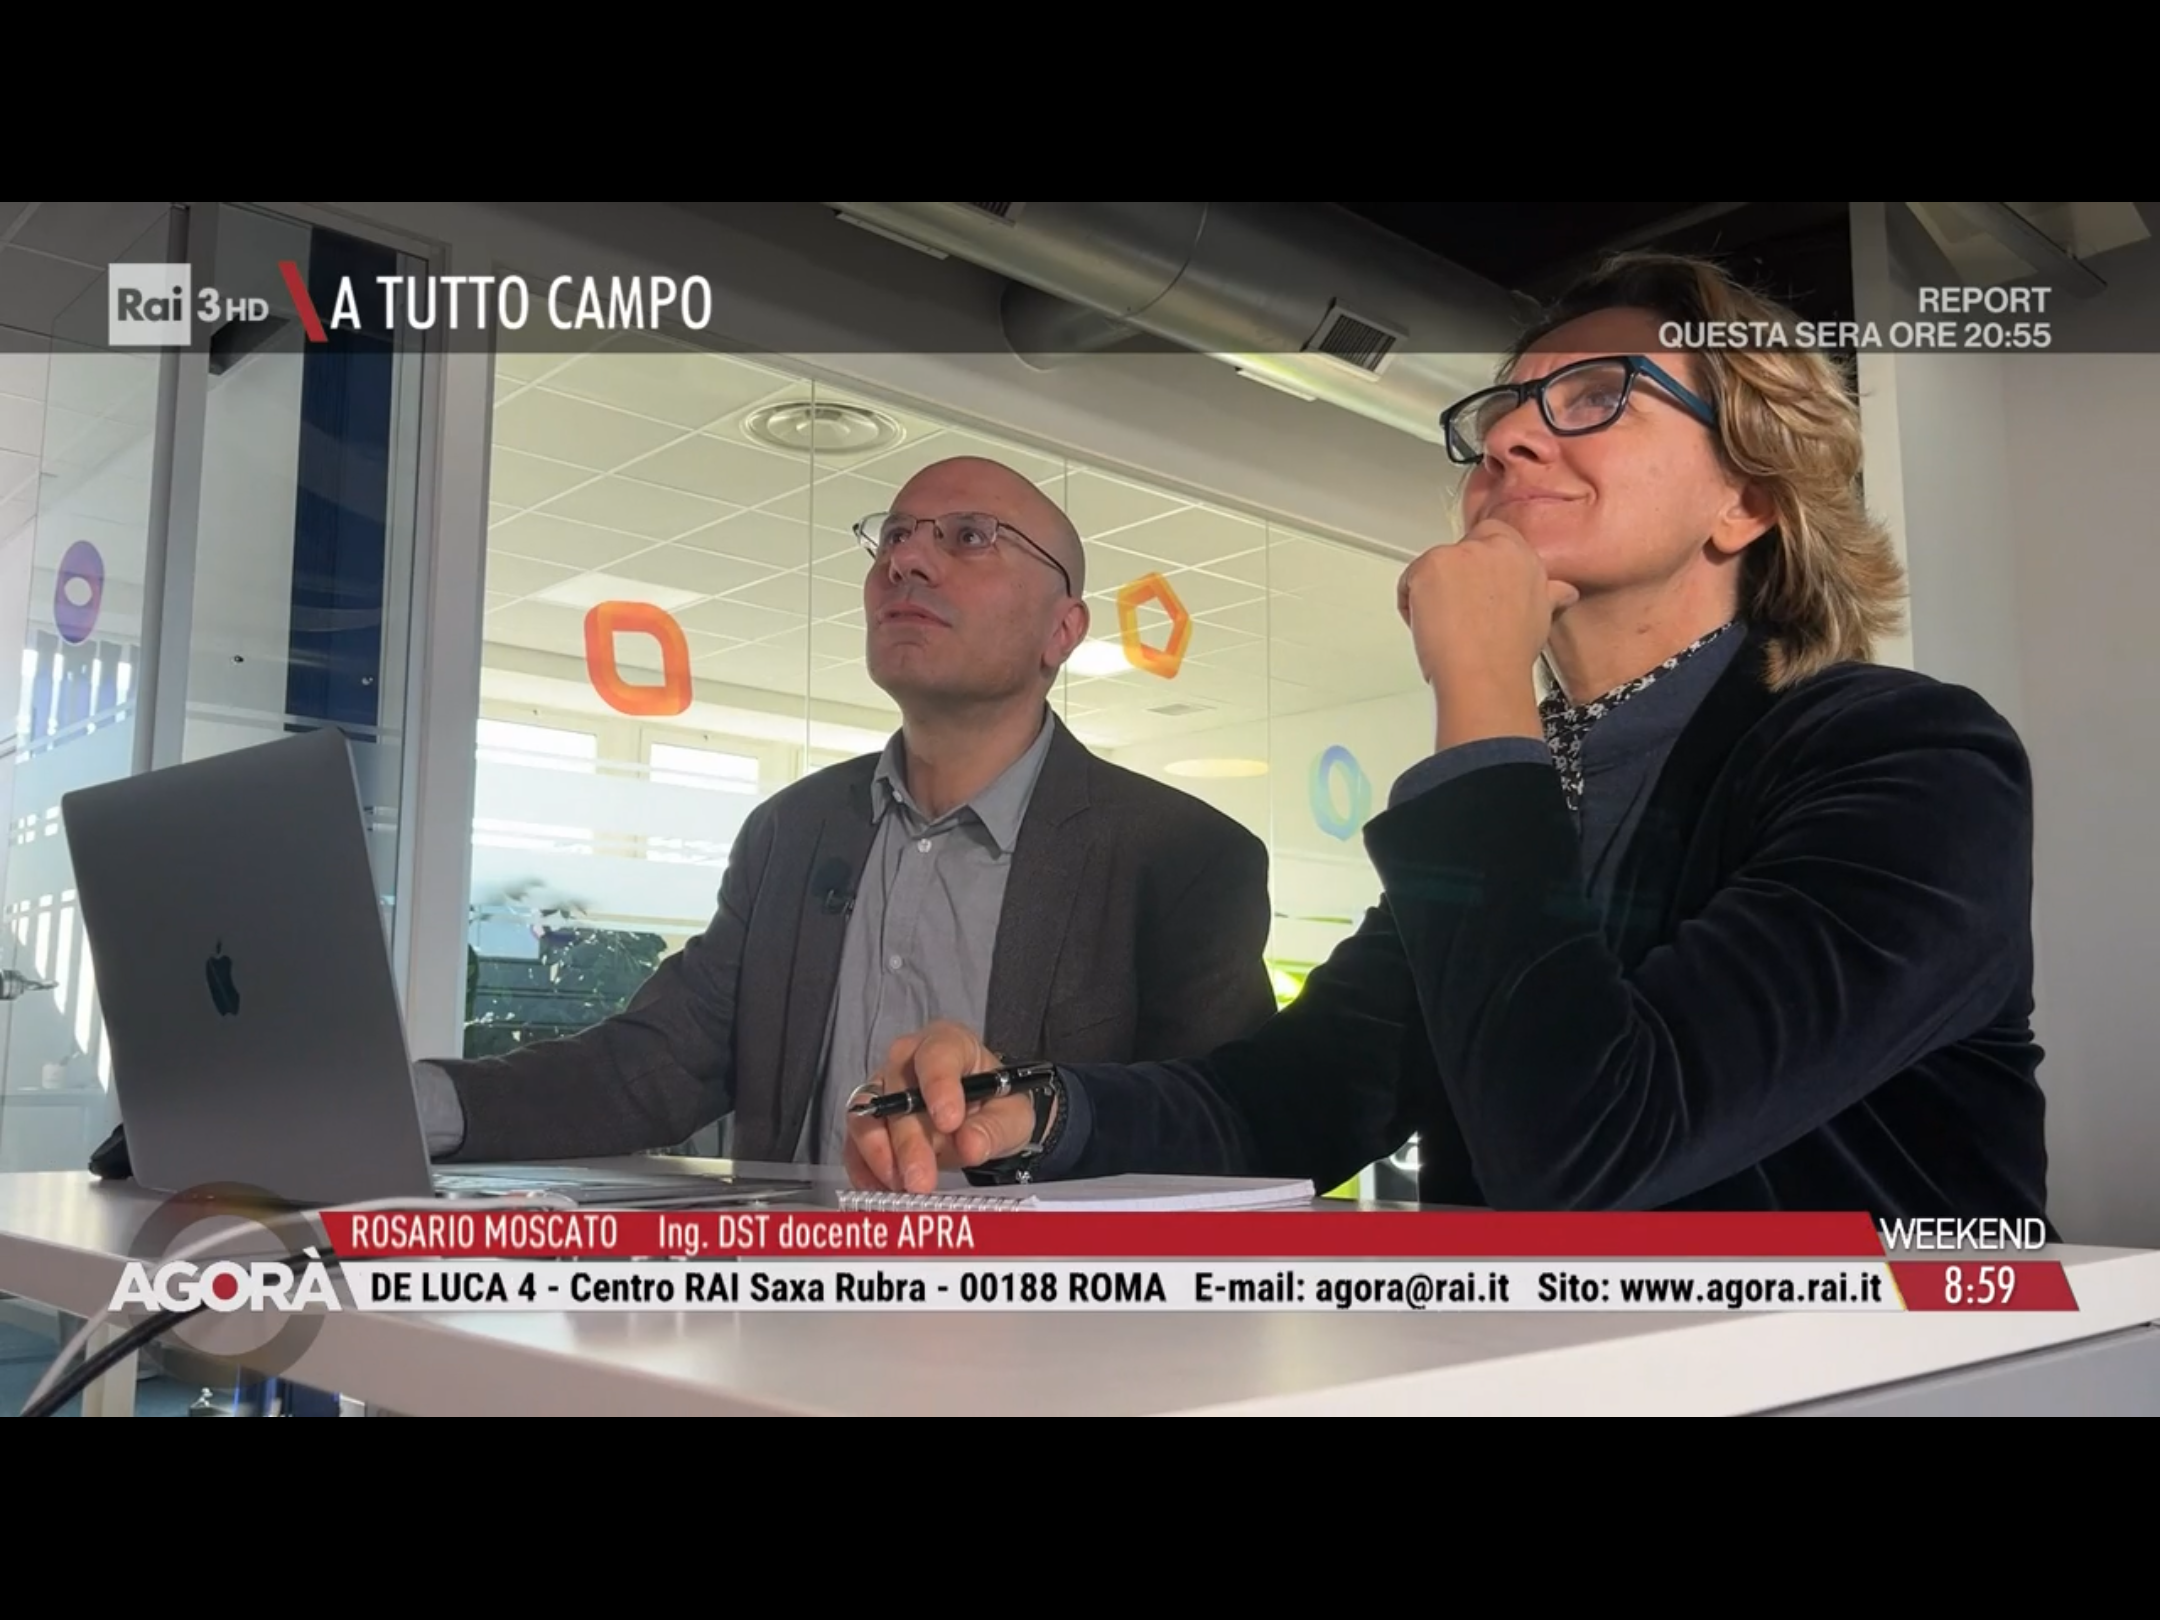 Rai 3 HD A TUTTO CAMPO
REPORT
QUESTA SERA ORE 20:55
ROSARIO MOSCATO Ing. DST docente APRA
WEEKEND
AGORÀ
DE LUCA 4 - Centro RAI Saxa Rubra - 00188 ROMA E-mail: agora@rai.it Sito: www.agora.rai.it
8:59